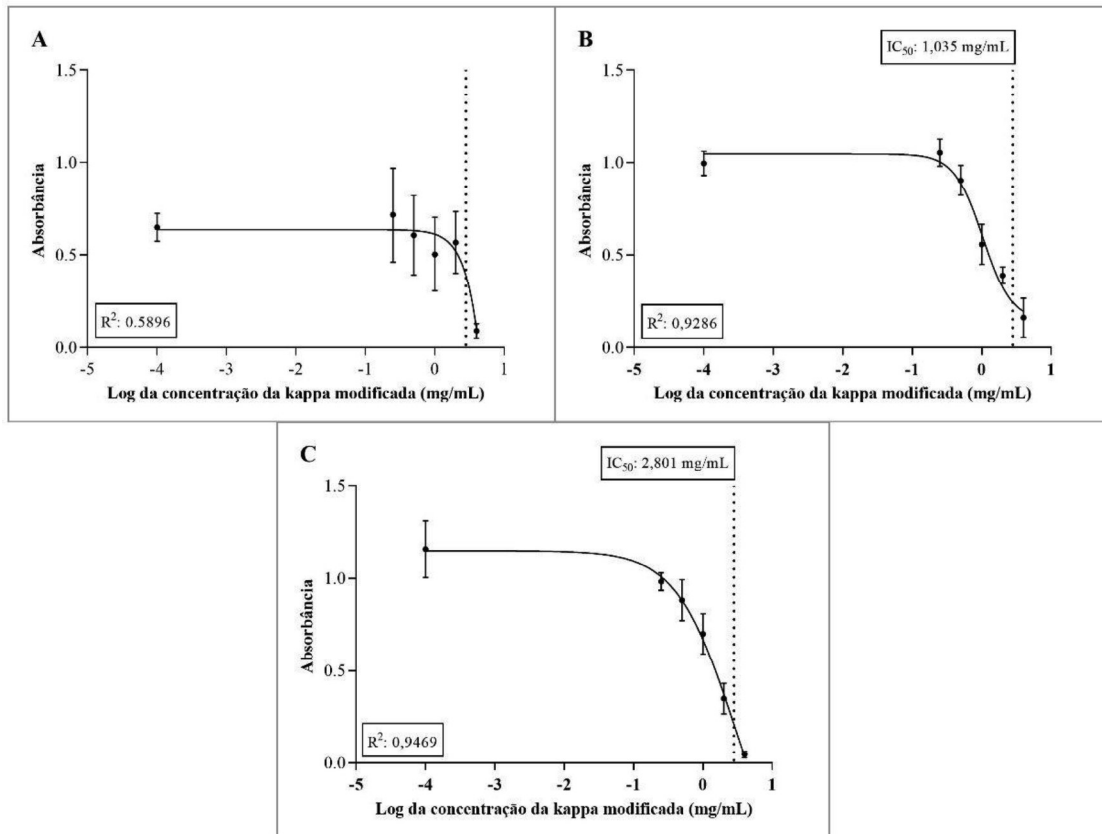 A
1.5
1.0
0.5
0.0
Absorbância
R²: 0.5896
-5 -4 -3 -2 -1 0 1
Log da concentração da kappa modificada (mg/mL)
B
IC₅₀: 1,035 mg/mL
1.5
1.0
0.5
0.0
Absorbância
R²: 0,9286
-5 -4 -3 -2 -1 0 1
Log da concentração da kappa modificada (mg/mL)
C
IC₅₀: 2,801 mg/mL
1.5
1.0
0.5
0.0
Absorbância
R²: 0,9469
-5 -4 -3 -2 -1 0 1
Log da concentração da kappa modificada (mg/mL)